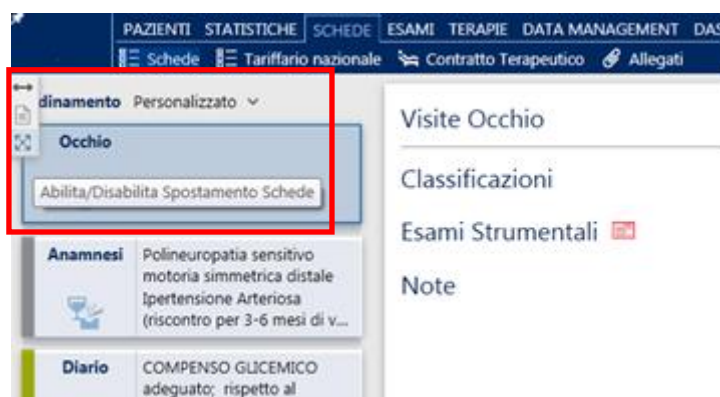 PAZIENTI STATISTICHE SCHEDE ESAMI TERAPIE DATA MANAGEMENT DAS
Schede Tariffario nazionale Contratto Terapeutico Allegati
dinamento Personalizzato
Occhio
Abilita/Disabilita Spostamento Schede
Anamnesi
Polineuropatia sensitivo
motoria simmetrica distale
Ipertensione Arteriosa
(riscontro per 3-6 mesi di v...
Diario
COMPENSO GLICEMICO
adeguato; rispetto al
Visite Occhio
Classificazioni
Esami Strumentali
Note